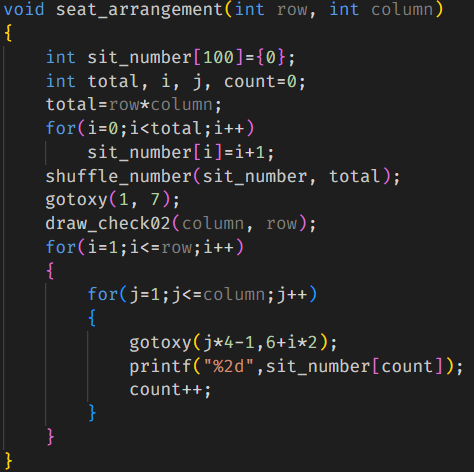 void seat_arrangement(int row, int column)
{
    int sit_number[100]={0};
    int total, i, j, count=0;
    total=row*column;
    for(i=0;i<total;i++)
        sit_number[i]=i+1;
    shuffle_number(sit_number, total);
    gotoxy(1, 7);
    draw_check02(column, row);
    for(i=1;i<=row;i++)
    {
        for(j=1;j<=column;j++)
        {
            gotoxy(j*4-1,6+i*2);
            printf("%2d",sit_number[count]);
            count++;
        }
    }
}